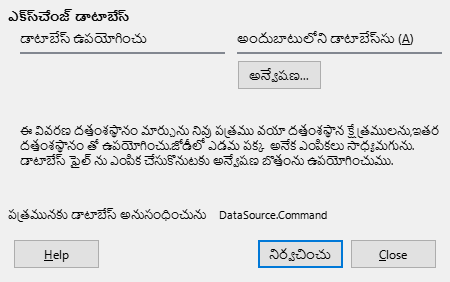 ఎక్‌స్‌చేంజ్ డాటాబేస్
డాటాబేస్ ఉపయోగించు
అందుబాటులోని డాటాబేస్‌ను (A)
అన్వేషణ...
ఈ వివరణ దత్తంశస్థానం మార్చును నివు పత్రము వయా దత్తంశస్థాన క్షేత్రములను,ఇతర
దత్తంశస్థానం తో ఉపయోగించు.జోడీలో ఎడమ పక్క అనేక ఎంపికలు సాధ్యమగును.
డాటాబేస్ ఫైల్ ను ఎంపిక చేసుకొనుటకు అన్వేషణ బొత్తంను ఉపయోగించుము.
పత్రమునకు డాటాబేస్ అనుసంధించును DataSource.Command
Help
నిర్వచించు
Close